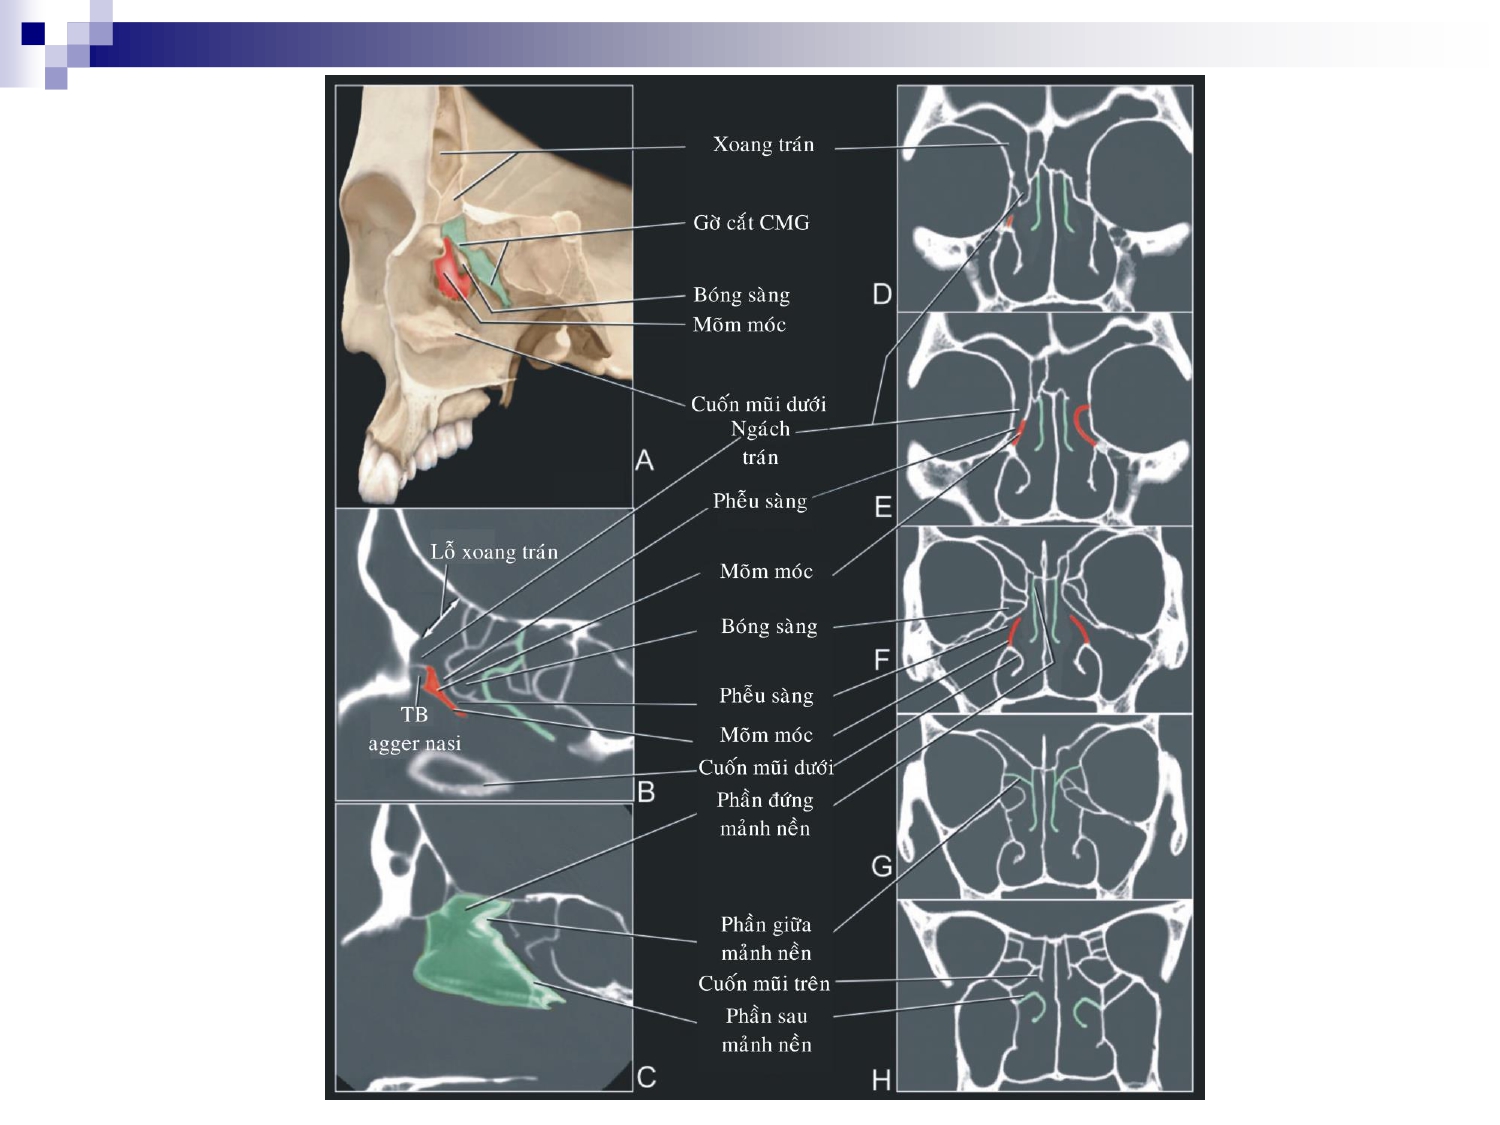 Xoang trán
Gờ cắt CMG
Bóng sàng
Mõm móc
Cuốn mũi dưới
Ngách
trán
A
Phễu sàng
Lỗ xoang trán
Mõm móc
Bóng sàng
Phễu sàng
TB
agger nasi
Mõm móc
Cuốn mũi dưới
B
Phần đứng
mảnh nền
Phần giữa
mảnh nền
Cuốn mũi trên
Phần sau
mảnh nền
C
D
E
F
G
H